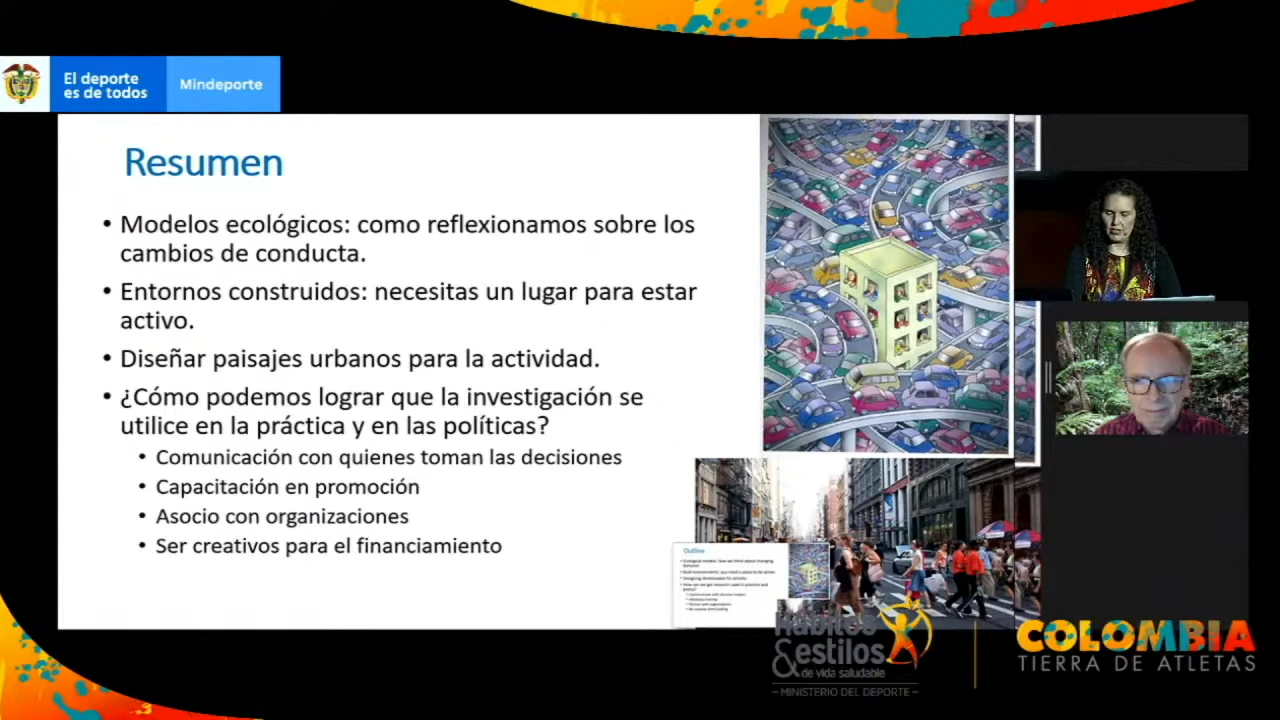 El deporte
es de todos
Mindeporte
Resumen
• Modelos ecológicos: como reflexionamos sobre los
cambios de conducta.
• Entornos construidos: necesitas un lugar para estar
activo.
• Diseñar paisajes urbanos para la actividad.
• ¿Cómo podemos lograr que la investigación se
utilice en la práctica y en las políticas?
• Comunicación con quienes toman las decisiones
• Capacitación en promoción
• Asocio con organizaciones
• Ser creativos para el financiamiento
Outline
hábitos
&estilos
de vida saludable
– MINISTERIO DEL DEPORTE –
COLOMBIA
TIERRA DE ATLETAS